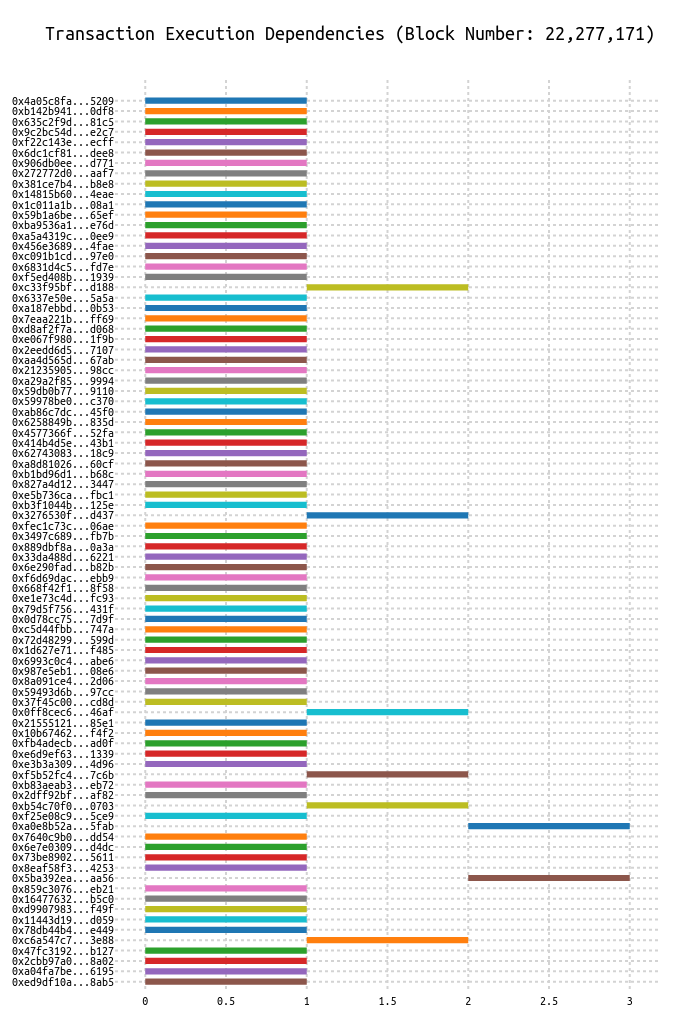 Transaction Execution Dependencies (Block Number: 22,277,171)
0x4a05c8fa...5209
0xb142b941...0df8
0x635c2f9d...81c5
0x9c2bc54d...e2c7
0xf22c143e...ecff
0x6dc1cf81...dee8
0x906db0ee...d771
0x272772d0...aaf7
0x381ce7b4...b8e8
0x14815b60...4eae
0x1c011a1b...08a1
0x59b1a6be...65ef
0xba9536a1...e76d
0xa5a4319c...0ee9
0x456e3689...4fae
0xc091b1cd...97e0
0x6831d4c5...fd7e
0xf5ed408b...1939
0xc33f95bf...d188
0x6337e50e...5a5a
0xa187ebbd...0b53
0x7eaa221b...ff69
0xd8af2f7a...d068
0xe067f980...1f9b
0x2eedd6d5...7107
0xaa4d565d...67ab
0x21235905...98cc
0xa29a2f85...9994
0x59db0b77...9110
0x59978be0...c370
0xab86c7dc...45f0
0x6258849b...835d
0x4577366f...52fa
0x414b4d5e...43b1
0x62743083...18c9
0xa8d81026...60cf
0xb1bd96d1...b68c
0x827a4d12...3447
0xe5b736ca...fbc1
0xb3f1044b...125e
0x3276530f...d437
0xfec1c73c...06ae
0x3497c689...fb7b
0x889dbf8a...0a3a
0x33da488d...6221
0x6e290fad...b82b
0xf6d69dac...ebb9
0x668f42f1...8f58
0xe1e73c4d...fc93
0x79d5f756...431f
0x0d78cc75...7d9f
0xc5d44fbb...747a
0x72d48299...599d
0x1d627e71...f485
0x6993c0c4...abe6
0x987e5eb1...08e6
0x8a091ce4...2d06
0x59493d6b...97cc
0x37f45c00...cd8d
0x0ff8cec6...46af
0x21555121...85e1
0x10b67462...f4f2
0xfb4adecb...ad0f
0xe6d9ef63...1339
0xe3b3a309...4d96
0xf5b52fc4...7c6b
0xb83aeab3...eb72
0x2dff92bf...af82
0xb54c70f0...0703
0xf25e08c9...5ce9
0xa0e8b52a...5fab
0x7640c9b0...dd54
0x6e7e0309...d4dc
0x73be8902...5611
0x8eaf58f3...4253
0x5ba392ea...aa56
0x859c3076...eb21
0x16477632...b5c0
0xd9907983...f49f
0x11443d19...d059
0x78db44b4...e449
0xc6a547c7...3e88
0x47fc3192...b127
0x2cbb97a0...8a02
0xa04fa7be...6195
0xed9df10a...8ab5
0 0.5 1 1.5 2 2.5 3